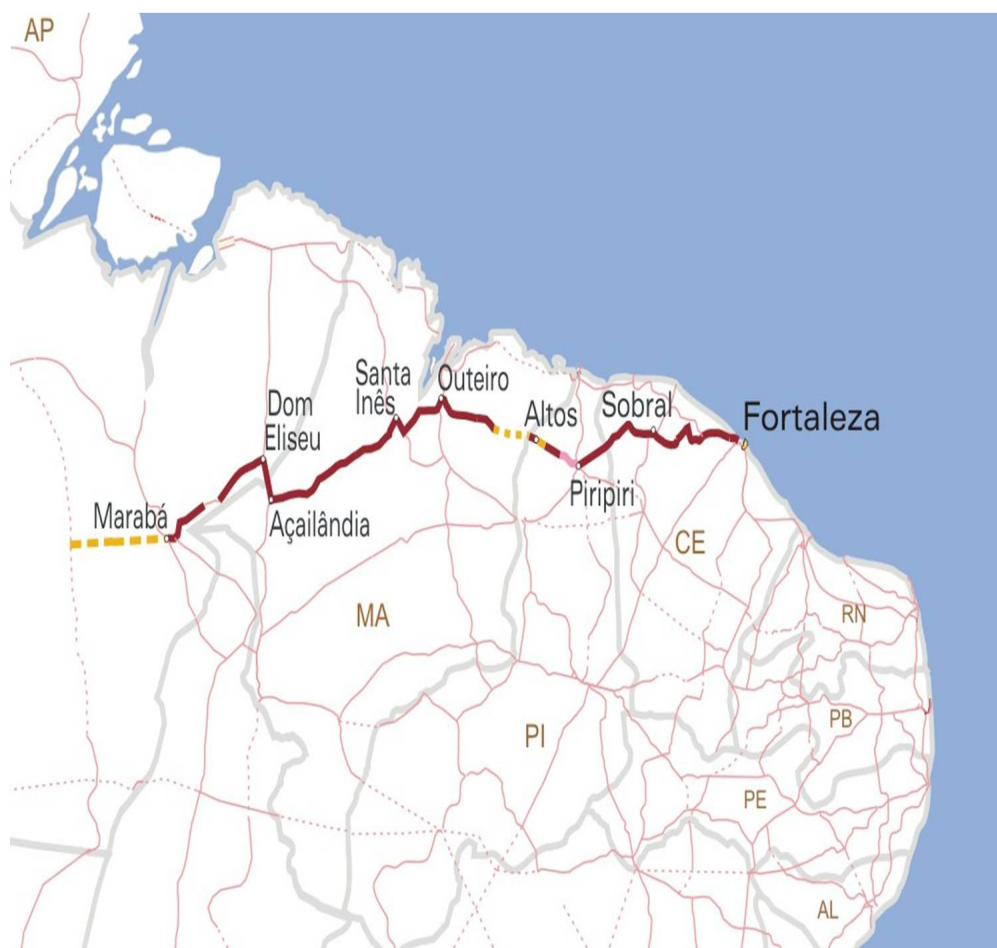 AP
Santa
Inês
Outeiro
Dom
Eliseu
Altos
Sobral
Fortaleza
Marabá
Açailândia
Piripiri
CE
MA
RN
PI
PB
PE
AL